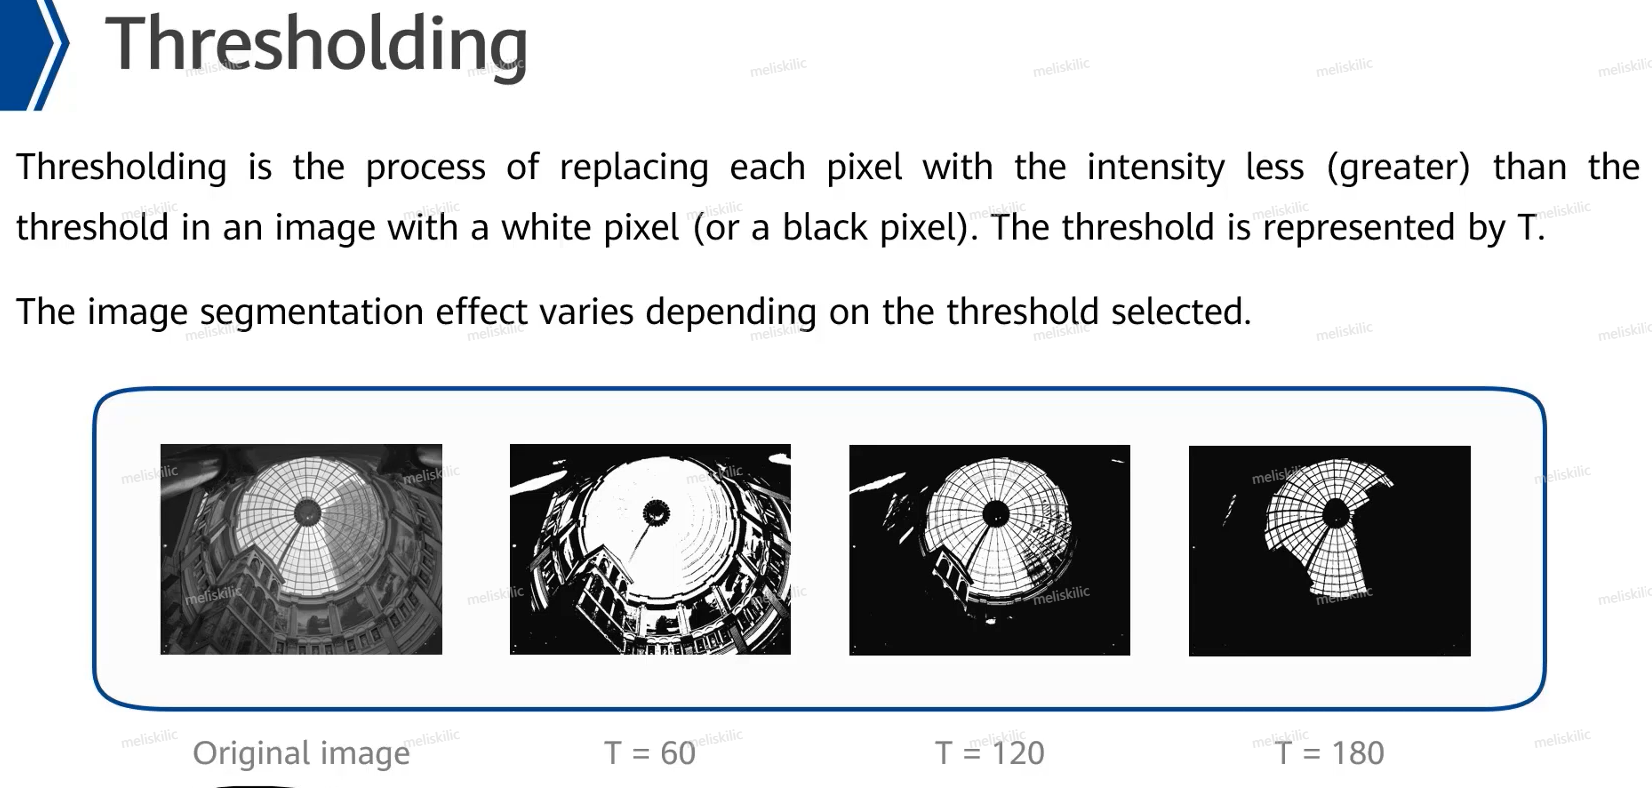 Thresholding
Thresholding is the process of replacing each pixel with the intensity less (greater) than the
threshold in an image with a white pixel (or a black pixel). The threshold is represented by T.
The image segmentation effect varies depending on the threshold selected.
Original image
T = 60
T = 120
T = 180
meliskilic